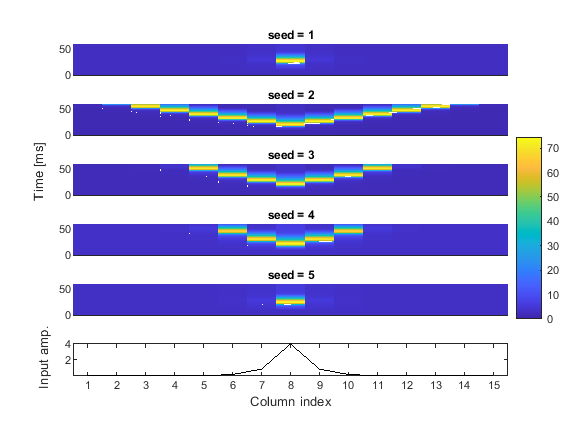 seed = 1
50
0
seed = 2
50
0
seed = 3
50
0
seed = 4
50
0
seed = 5
50
0
Time [ms]
70
60
50
40
30
20
10
0
4
2
Input amp.
1 2 3 4 5 6 7 8 9 10 11 12 13 14 15
Column index